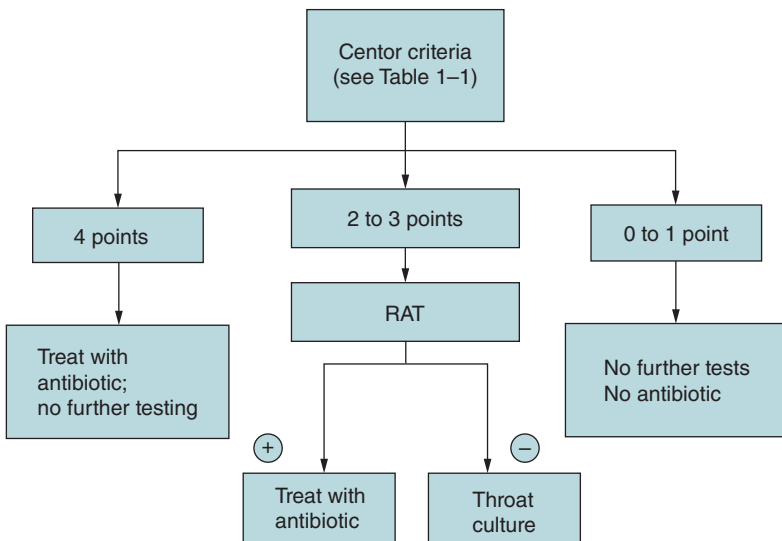 Centor criteria
(see Table 1–1)
4 points
2 to 3 points
0 to 1 point
RAT
Treat with
antibiotic;
no further testing
No further tests
No antibiotic
+
–
Treat with
antibiotic
Throat
culture